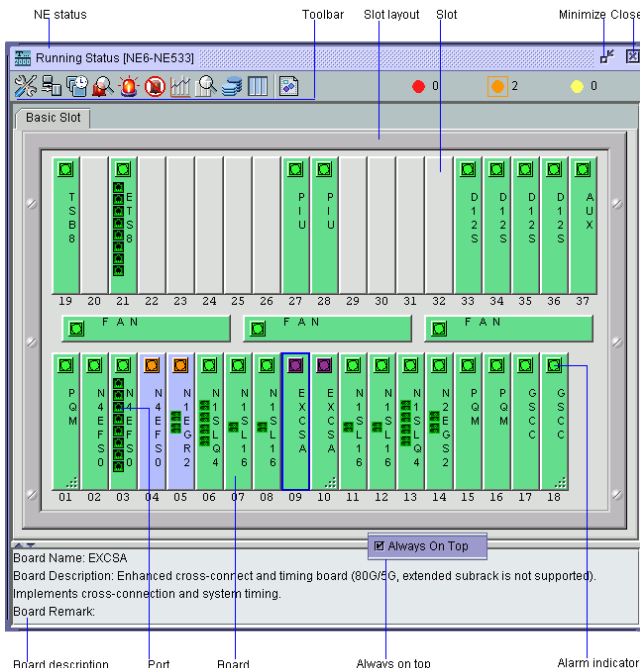 NE status Toolbar Slot layout Slot Minimize Close
T 2000 Running Status [NE6-NE533]
0 2 0
Basic Slot
TSB8 ETS8 PIU PIU D12S D12S D12S D12S AUX
19 20 21 22 23 24 25 26 27 28 29 30 31 32 33 34 35 36 37
FAN FAN FAN
PQM N4EFS0 N4EFS0 N4EFS0 N1EGR2 N1SLQ4 N1SL16 N1SL16 EXCSA EXCSA N1SL16 N1SL16 N1SLQ4 N2EGS2 PQM PQM GSCC GSCC
01 02 03 04 05 06 07 08 09 10 11 12 13 14 15 16 17 18
Always On Top
Board Name: EXCSA
Board Description: Enhanced cross-connect and timing board (80G/5G, extended subrack is not supported).
Implements cross-connection and system timing.
Board Remark:
Board description Port Board Always on top Alarm indicator